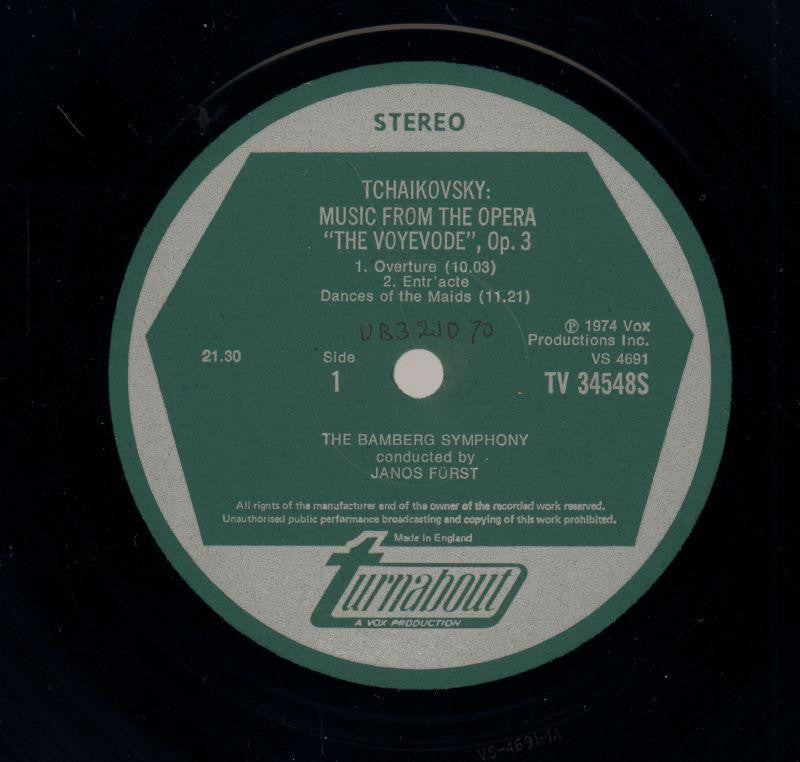 STEREO
TCHAIKOVSKY:
MUSIC FROM THE OPERA
“THE VOYEVODE”, Op. 3
1. Overture (10.03)
2. Entr'acte
Dances of the Maids (11.21)
UB32JD70
℗ 1974 Vox
Productions Inc.
VS 4691
TV 34548S
21.30
Side
1
THE BAMBERG SYMPHONY
conducted by
JANOS FÜRST
All rights of the manufacturer and of the owner of the recorded work reserved.
Unauthorised public performance broadcasting and copying of this work prohibited.
Made in England
turnabout
A VOX PRODUCTION
VS-4691-1A